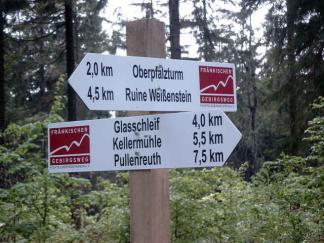 2,0 km Oberpfalzturm
4,5 km Ruine Weißenstein
FRÄNKISCHER
GEBIRGSWEG
Glasschleif 4,0 km
Kellermühle 5,5 km
Pullenreuth 7,5 km
FRÄNKISCHER
GEBIRGSWEG